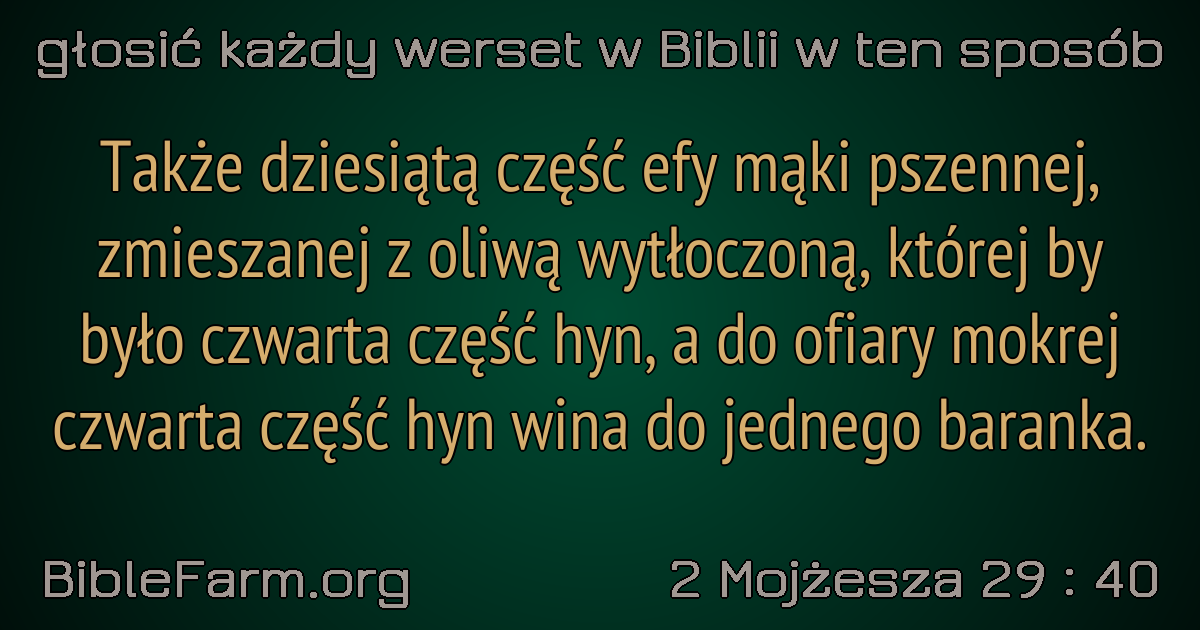 głosić każdy werset w Biblii w ten sposób
Także dziesiątą część efy mąki pszennej,
zmieszanej z oliwą wytłoczoną, której by
było czwarta część hyn, a do ofiary mokrej
czwarta część hyn wina do jednego baranka.
BibleFarm.org
2 Mojżesza 29 : 40